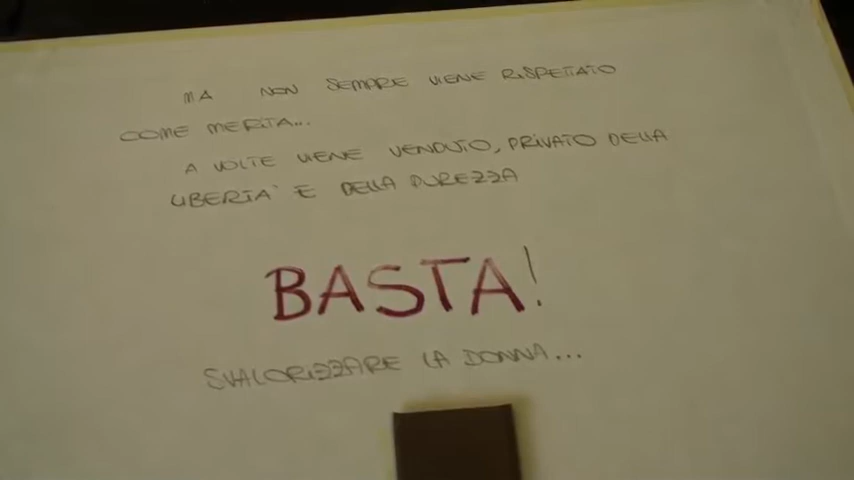 MA NON SEMPRE VIENE RISPETTATO
COME MERITA...
A VOLTE VIENE VENDUTO, PRIVATO DELLA
LIBERTA' E DELLA PUREZZA
BASTA!
SVALORIZZARE LA DONNA...